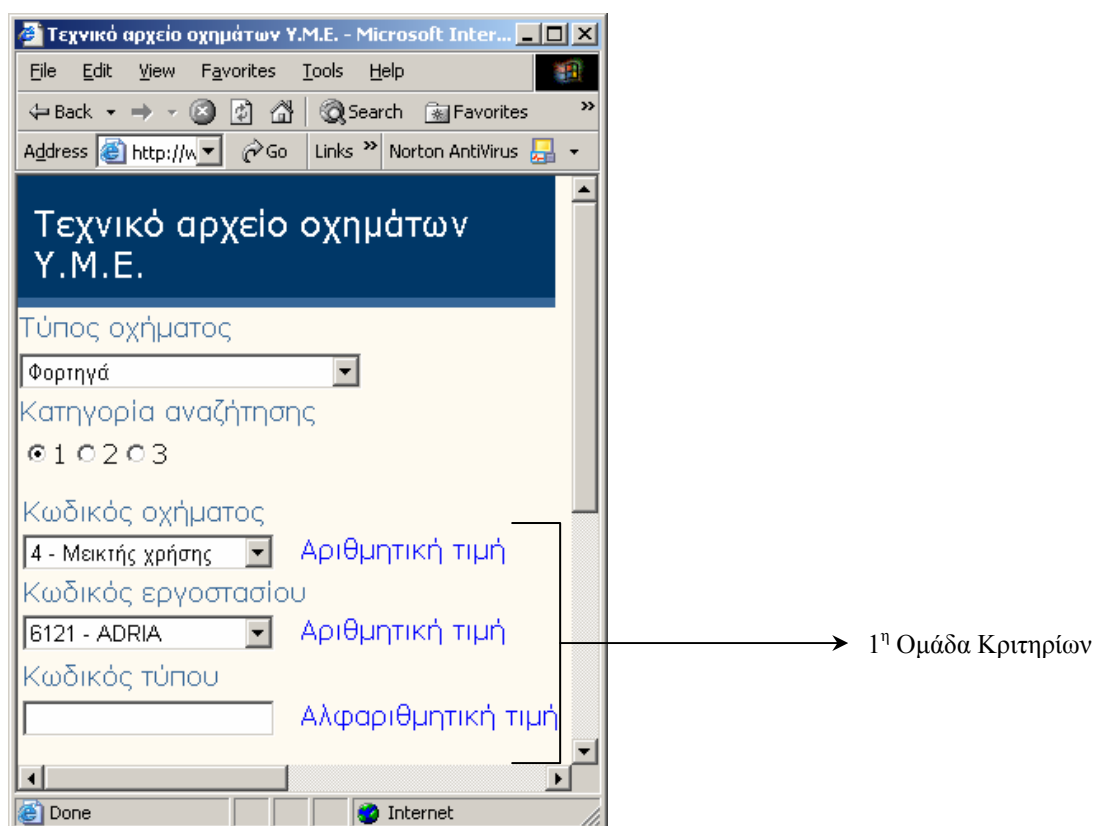 Τεχνικό αρχείο οχημάτων Υ.Μ.Ε. - Microsoft Inter...
File Edit View Favorites Tools Help
Back Search Favorites »
Address http://w Go Links » Norton AntiVirus
Τεχνικό αρχείο οχημάτων
Υ.Μ.Ε.
Τύπος οχήματος
Φορτηγά
Κατηγορία αναζήτησης
1 2 3
Κωδικός οχήματος
4 - Μεικτής χρήσης Αριθμητική τιμή
Κωδικός εργοστασίου
6121 - ADRIA Αριθμητική τιμή
1η Ομάδα Κριτηρίων
Κωδικός τύπου
Αλφαριθμητική τιμή
Done Internet